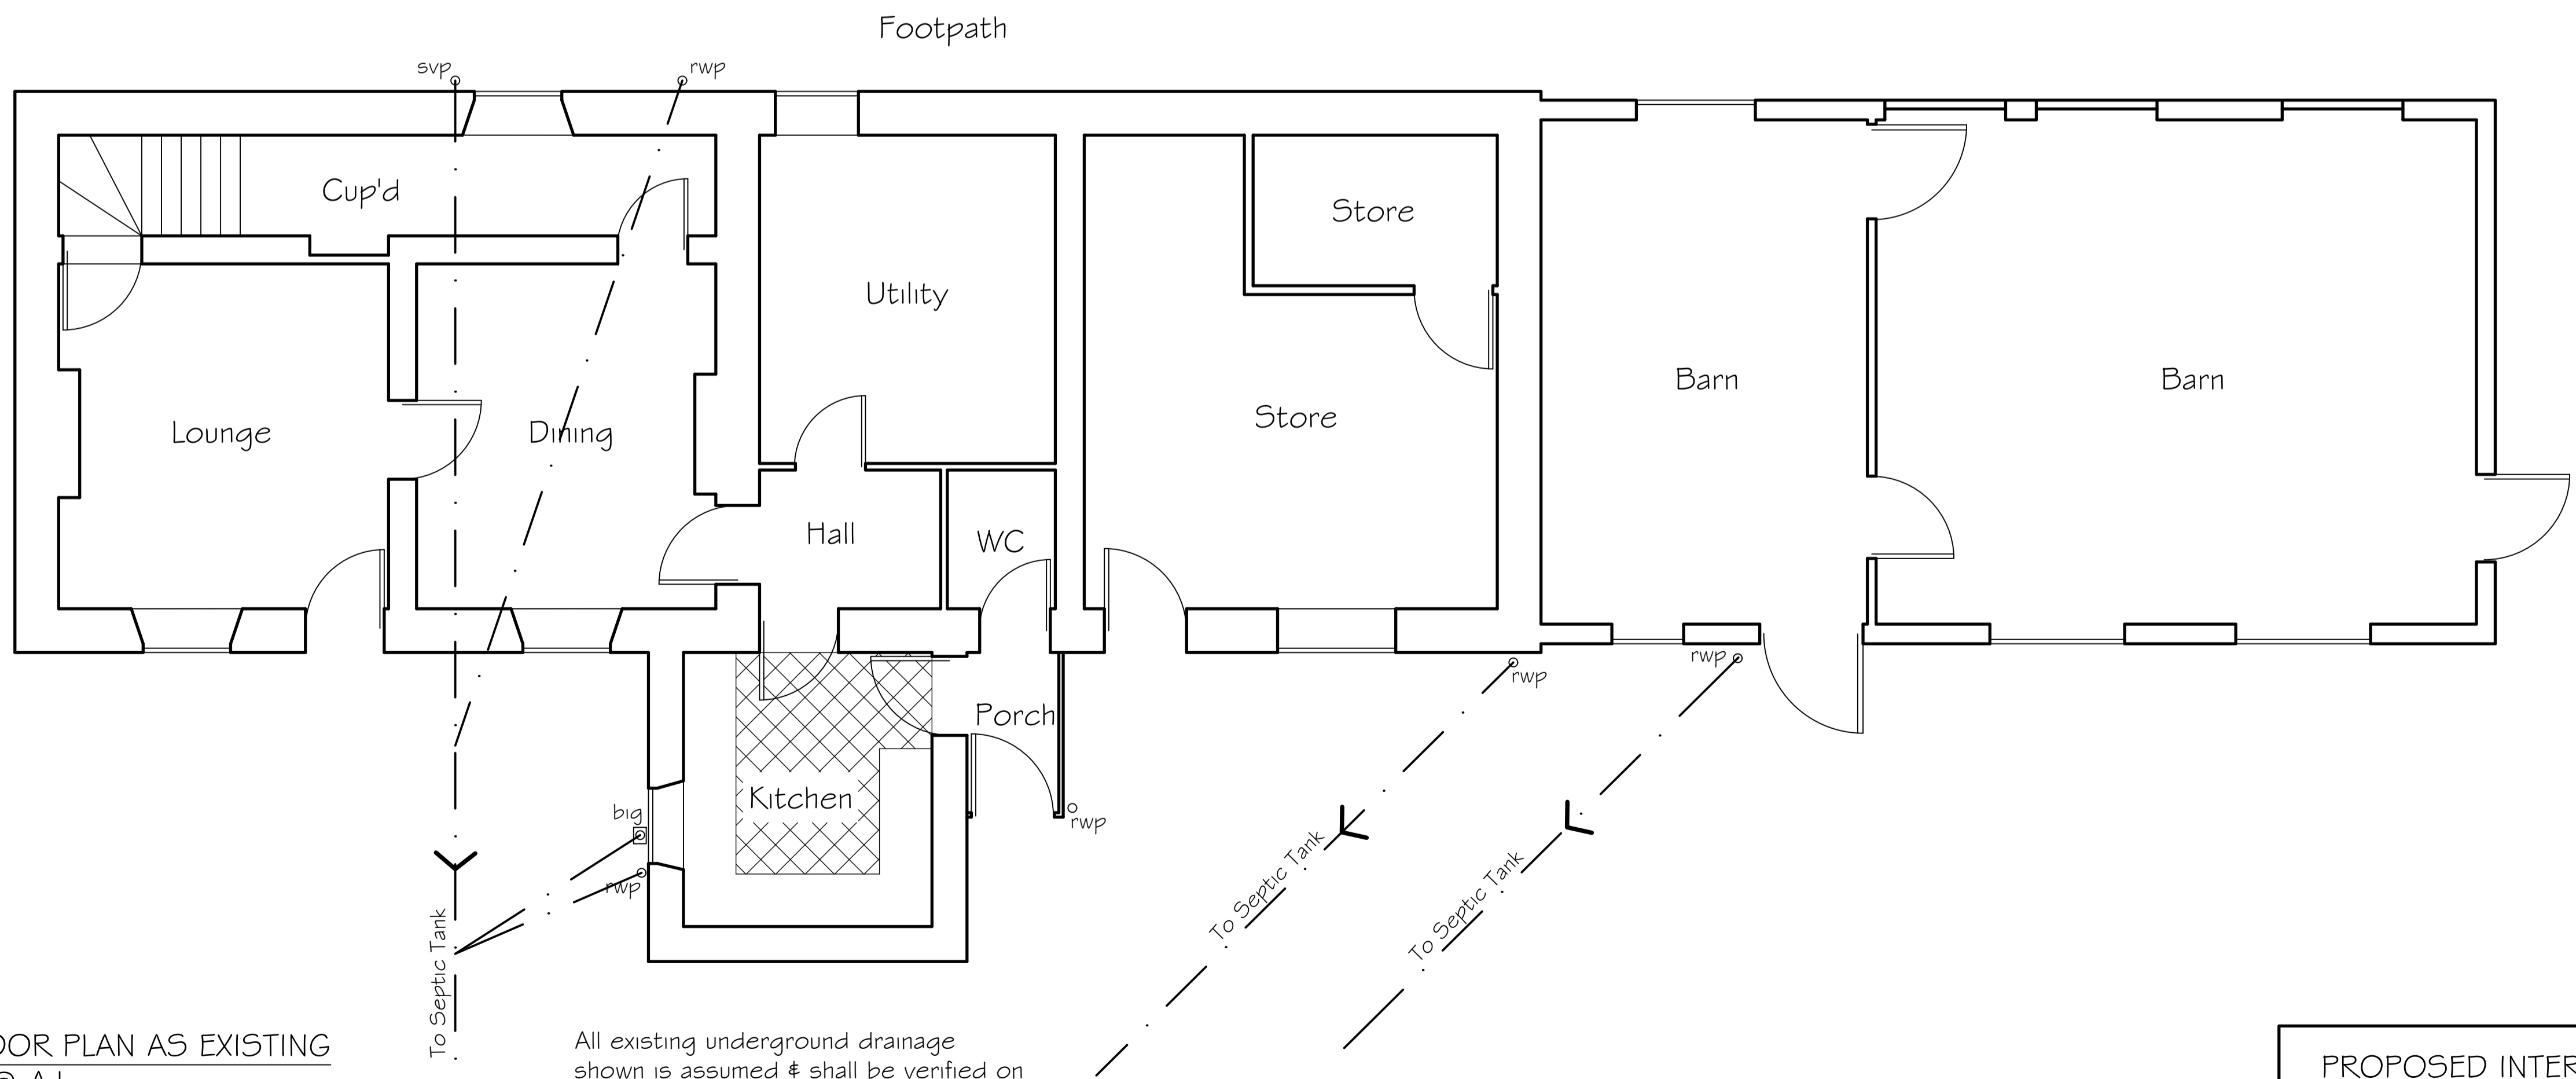 Footpath
svp
rwp
Cup'd
Store
Utility
Barn
Barn
Store
Lounge
Dining
Hall
WC
rwp
rwp
Porch
Kitchen
big
rwp
rwp
To Septic Tank
To Septic Tank
To Septic Tank
OOR PLAN AS EXISTING
All existing underground drainage
shown is assumed & shall be verified on
PROPOSED INTER